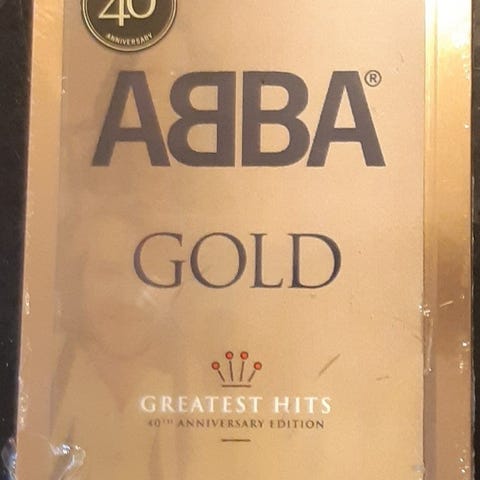 40
ANNIVERSARY
ABBA®
GOLD
GREATEST HITS
40TH ANNIVERSARY EDITION